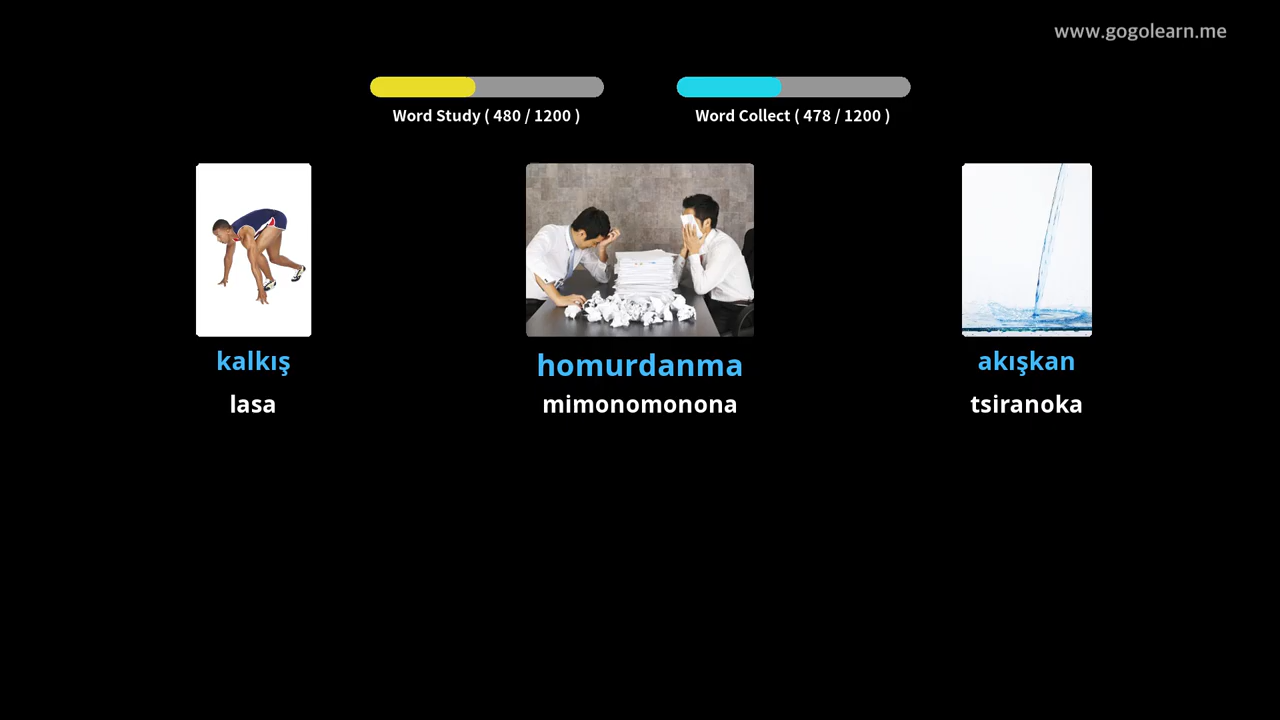 www.gogolearn.me
Word Study ( 480 / 1200 )
Word Collect ( 478 / 1200 )
kalkış
homurdanma
akışkan
lasa
mimonomonona
tsiranoka